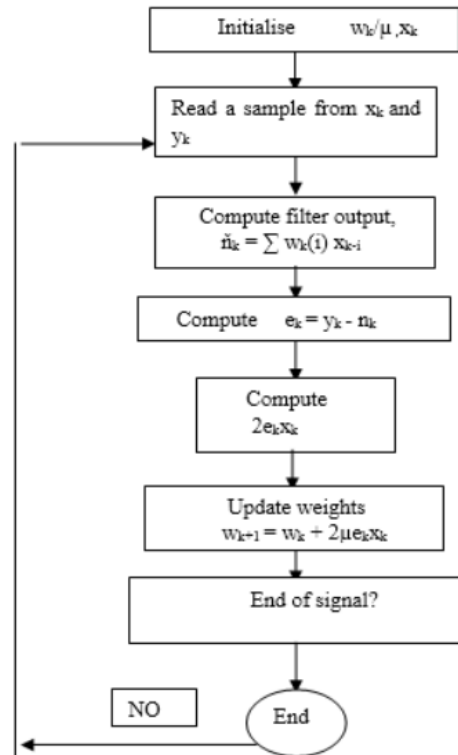 Initialise wₖ/μ ,xₖ
Read a sample from xₖ and
yₖ
Compute filter output,
ňₖ = ∑ wₖ(i) xₖ₋ᵢ
Compute eₖ = yₖ - nₖ
Compute
2eₖxₖ
Update weights
wₖ₊₁ = wₖ + 2μeₖxₖ
End of signal?
NO
End